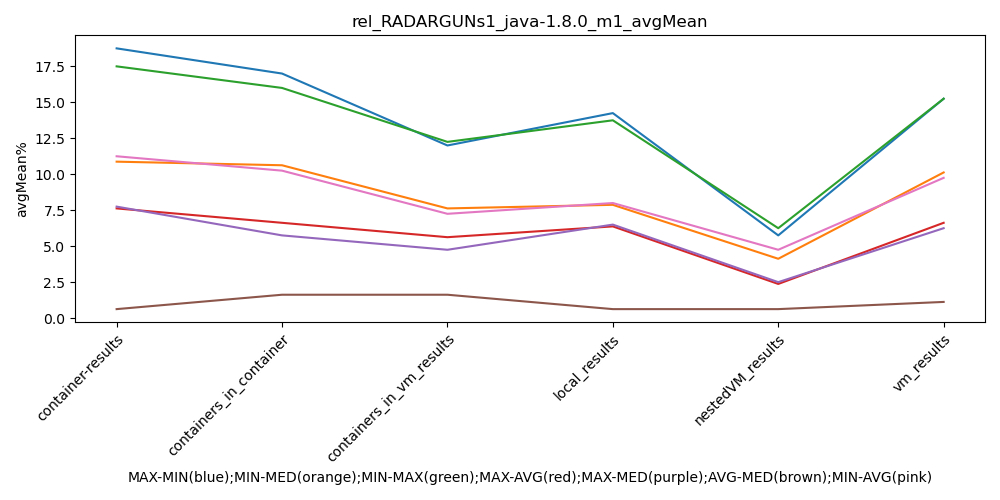 rel_RADARGUNs1_java-1.8.0_m1_avgMean
avgMean%
17.5
15.0
12.5
10.0
7.5
5.0
2.5
0.0
container-results
containers_in_container
containers_in_vm_results
local_results
nestedVM_results
vm_results
MAX-MIN(blue);MIN-MED(orange);MIN-MAX(green);MAX-AVG(red);MAX-MED(purple);AVG-MED(brown);MIN-AVG(pink)